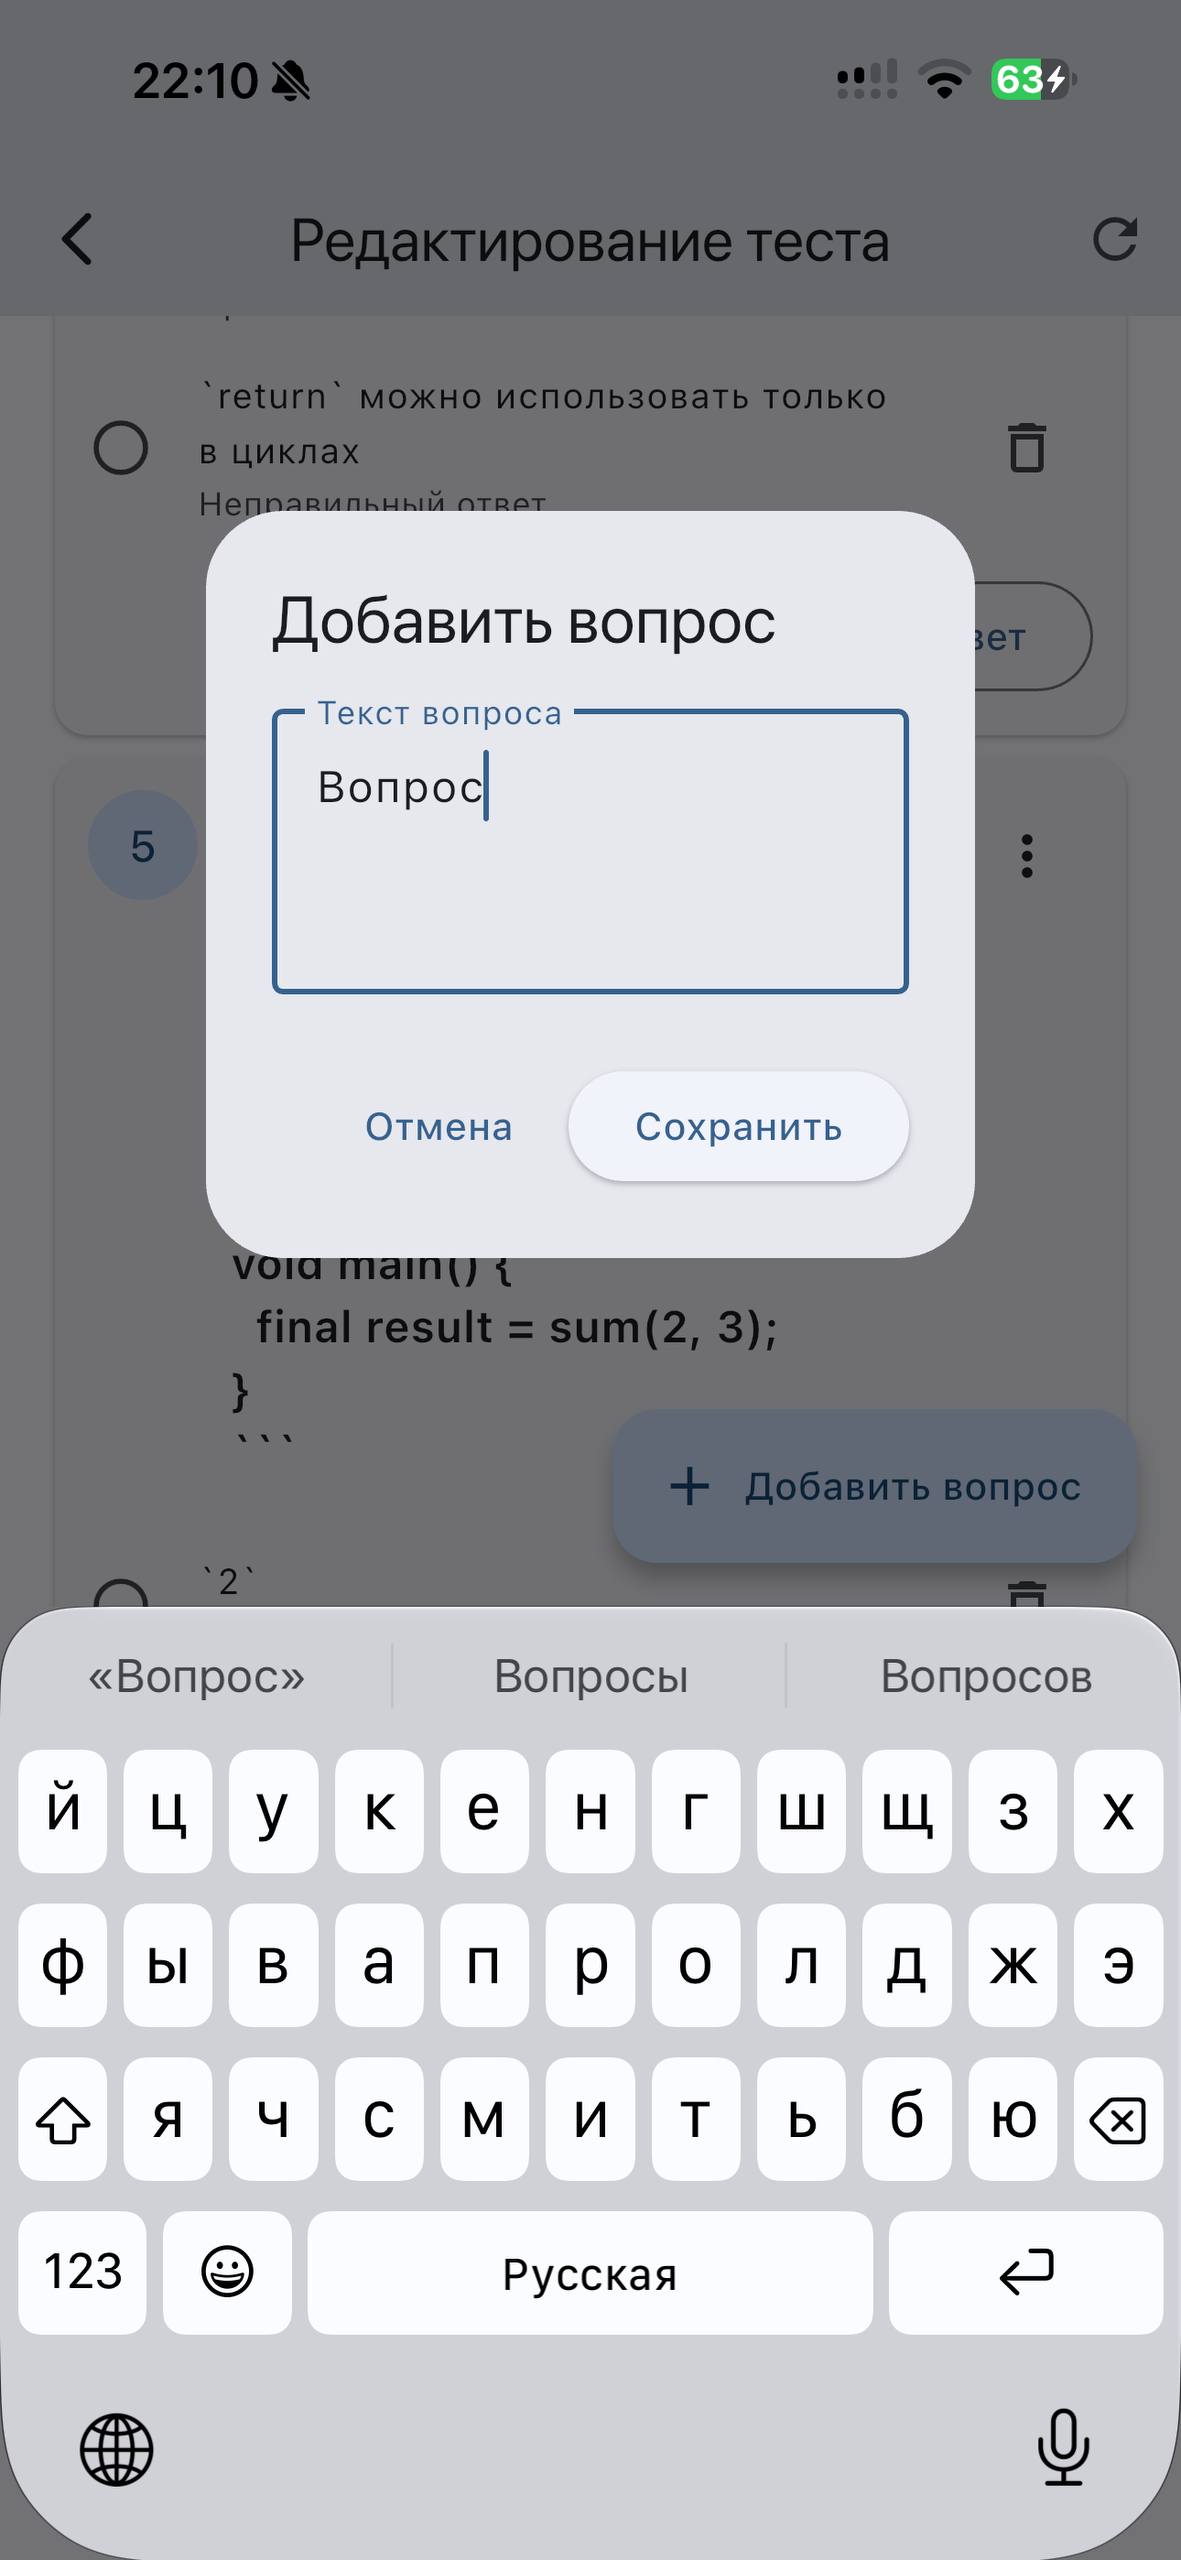 22:10
63
Редактирование теста
`return` можно использовать только
в циклах
Неправильный ответ
Добавить вопрос
вет
Текст вопроса
Вопрос
5
Отмена
Сохранить
void main() {
final result = sum(2, 3);
}
```
Добавить вопрос
`2`
«Вопрос»
Вопросы
Вопросов
й ц у к е н г ш щ з х
ф ы в а п р о л д ж э
я ч с м и т ь б ю
123
Русская